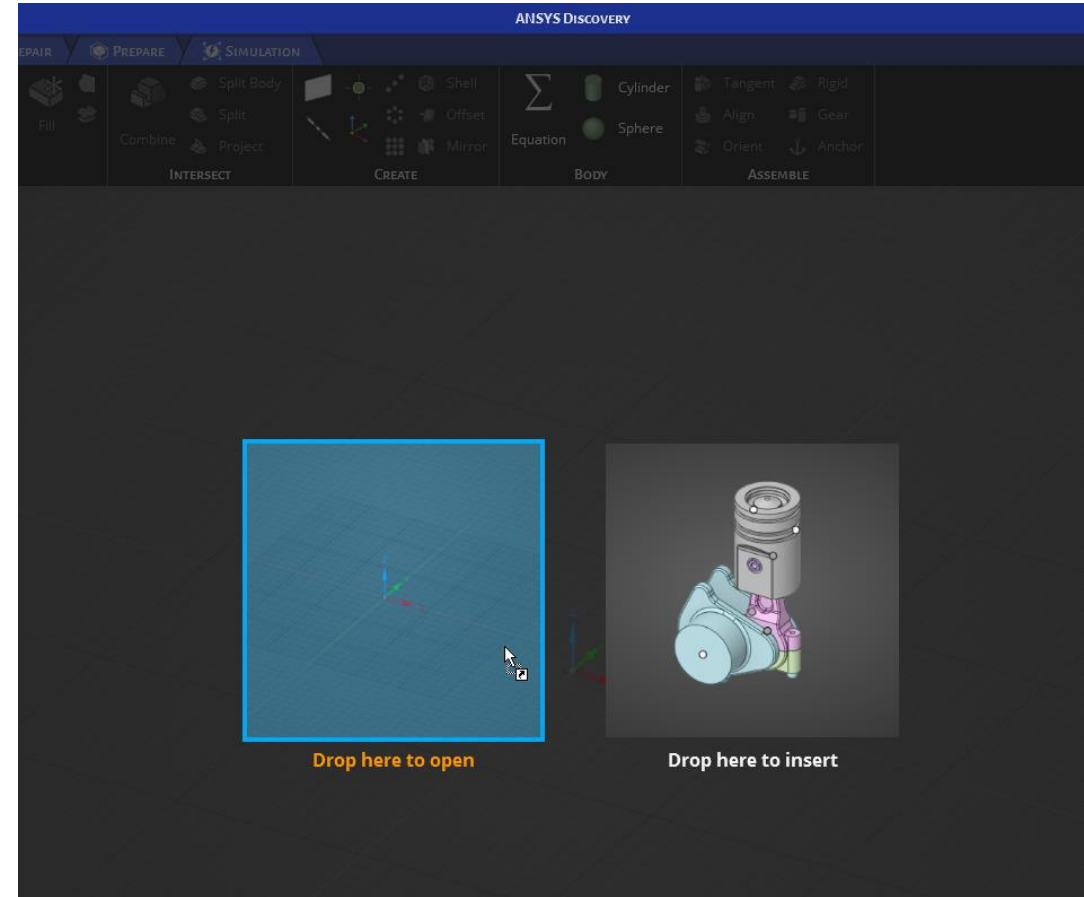 ANSYS DISCOVERY
EPAIR PREPARE SIMULATION
Fill
Combine
Split Body
Split
Project
INTERSECT
Shell
Offset
Mirror
CREATE
Equation
Cylinder
Sphere
BODY
Tangent
Align
Orient
Rigid
Gear
Anchor
ASSEMBLE
Drop here to open
Drop here to insert